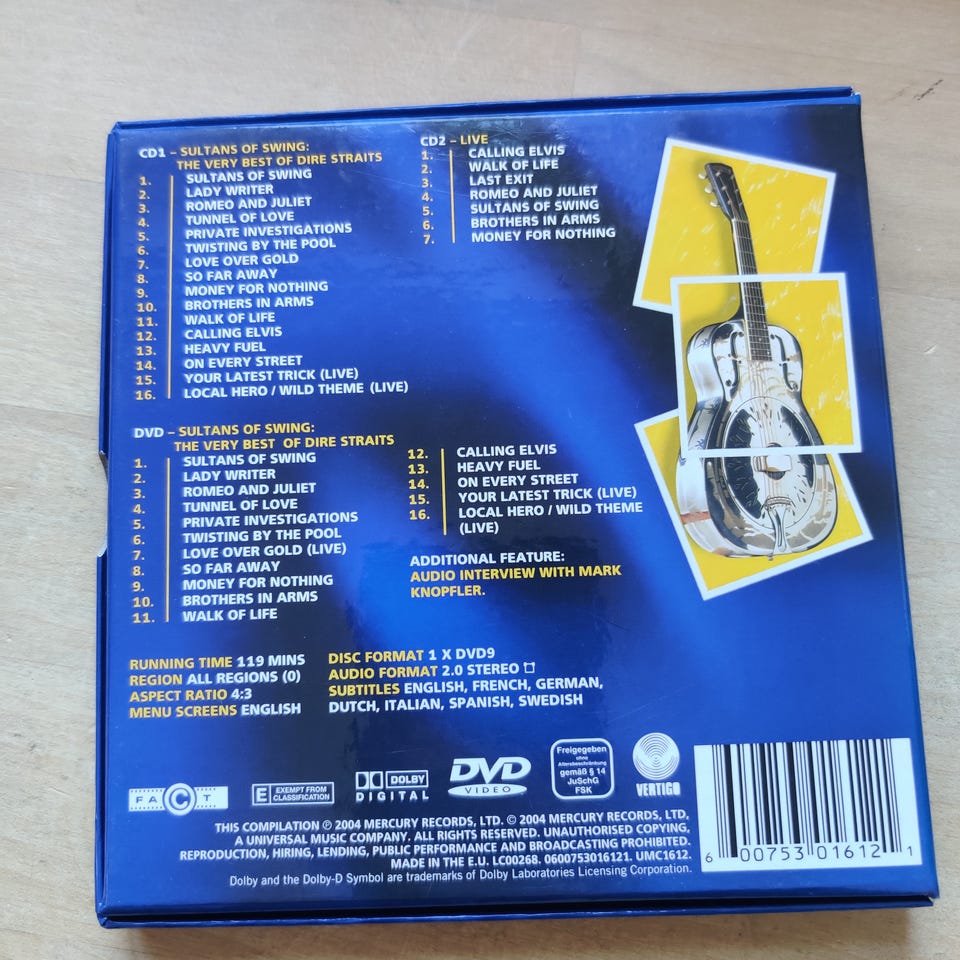 CD1 – SULTANS OF SWING:
THE VERY BEST OF DIRE STRAITS
1. SULTANS OF SWING
2. LADY WRITER
3. ROMEO AND JULIET
4. TUNNEL OF LOVE
5. PRIVATE INVESTIGATIONS
6. TWISTING BY THE POOL
7. LOVE OVER GOLD
8. SO FAR AWAY
9. MONEY FOR NOTHING
10. BROTHERS IN ARMS
11. WALK OF LIFE
12. CALLING ELVIS
13. HEAVY FUEL
14. ON EVERY STREET
15. YOUR LATEST TRICK (LIVE)
16. LOCAL HERO / WILD THEME (LIVE)
CD2 – LIVE
1. CALLING ELVIS
2. WALK OF LIFE
3. LAST EXIT
4. ROMEO AND JULIET
5. SULTANS OF SWING
6. BROTHERS IN ARMS
7. MONEY FOR NOTHING
DVD – SULTANS OF SWING:
THE VERY BEST OF DIRE STRAITS
1. SULTANS OF SWING
2. LADY WRITER
3. ROMEO AND JULIET
4. TUNNEL OF LOVE
5. PRIVATE INVESTIGATIONS
6. TWISTING BY THE POOL
7. LOVE OVER GOLD (LIVE)
8. SO FAR AWAY
9. MONEY FOR NOTHING
10. BROTHERS IN ARMS
11. WALK OF LIFE
12. CALLING ELVIS
13. HEAVY FUEL
14. ON EVERY STREET
15. YOUR LATEST TRICK (LIVE)
16. LOCAL HERO / WILD THEME
(LIVE)
ADDITIONAL FEATURE:
AUDIO INTERVIEW WITH MARK
KNOPFLER.
RUNNING TIME 119 MINS
REGION ALL REGIONS (0)
ASPECT RATIO 4:3
MENU SCREENS ENGLISH
DISC FORMAT 1 X DVD9
AUDIO FORMAT 2.0 STEREO
SUBTITLES ENGLISH, FRENCH, GERMAN,
DUTCH, ITALIAN, SPANISH, SWEDISH
FACT
E EXEMPT FROM
CLASSIFICATION
DOLBY
DIGITAL
DVD
VIDEO
Freigegeben
ohne
Altersbeschränkung
gemäß § 14
JuSchG
FSK
VERTIGO
THIS COMPILATION ℗ 2004 MERCURY RECORDS, LTD. © 2004 MERCURY RECORDS, LTD.
A UNIVERSAL MUSIC COMPANY. ALL RIGHTS RESERVED. UNAUTHORISED COPYING,
REPRODUCTION, HIRING, LENDING, PUBLIC PERFORMANCE AND BROADCASTING PROHIBITED.
MADE IN THE E.U. LC00268. 0600753016121. UMC1612.
Dolby and the Dolby-D Symbol are trademarks of Dolby Laboratories Licensing Corporation.
6 00753 01612 1